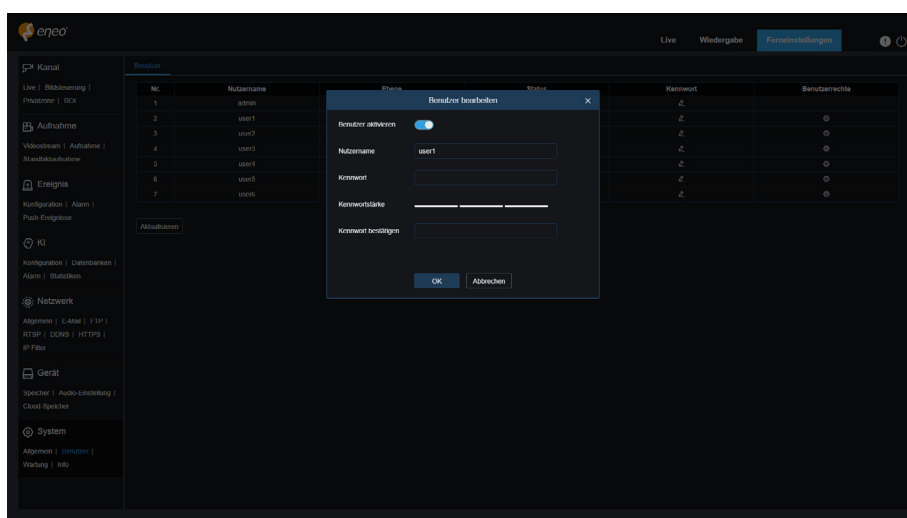 eneo
Live Wiedergabe Ferneinstellungen
Kanal
Live | Bildsteuerung |
Privatzone | ROI
Aufnahme
Videostream | Aufnahme |
Standbildaufnahme
Ereignis
Konfiguration | Alarm |
Push-Ereignisse
KI
Konfiguration | Datenbanken |
Alarm | Statistiken
Netzwerk
Allgemein | E-Mail | FTP |
RTSP | DDNS | HTTPS |
IP Filter
Gerät
Speicher | Audio-Einstellung |
Cloud Speicher
System
Allgemein | Benutzer |
Wartung | Info
Benutzer
Nr. Nutzername Ebene Status Kennwort Benutzerrechte
1 admin
2 user1
3 user2
4 user3
5 user4
6 user5
7 user6
Aktualisieren
Benutzer bearbeiten
Benutzer aktivieren
Nutzername user1
Kennwort
Kennwortstärke
Kennwort bestätigen
OK Abbrechen